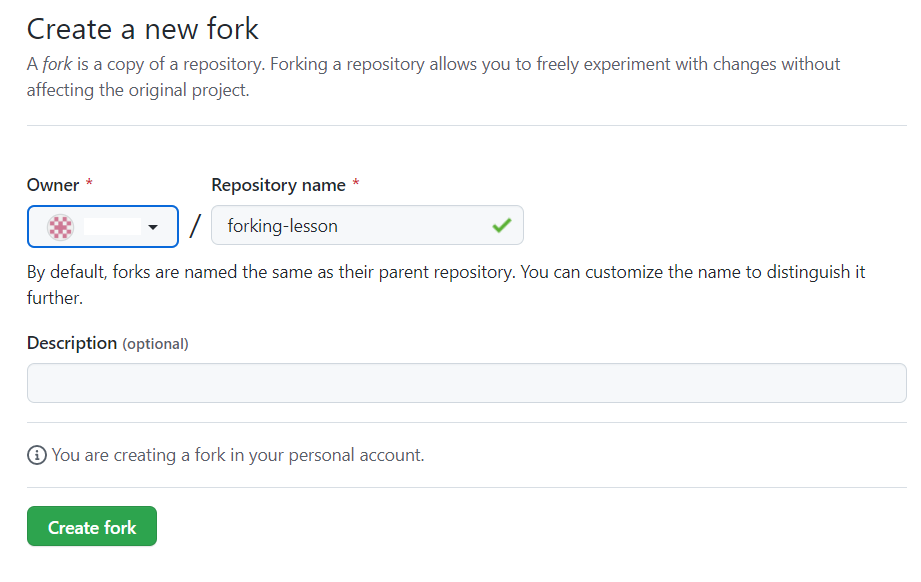 Create a new fork
A fork is a copy of a repository. Forking a repository allows you to freely experiment with changes without
affecting the original project.
Owner * Repository name *
/ forking-lesson
By default, forks are named the same as their parent repository. You can customize the name to distinguish it
further.
Description (optional)
You are creating a fork in your personal account.
Create fork